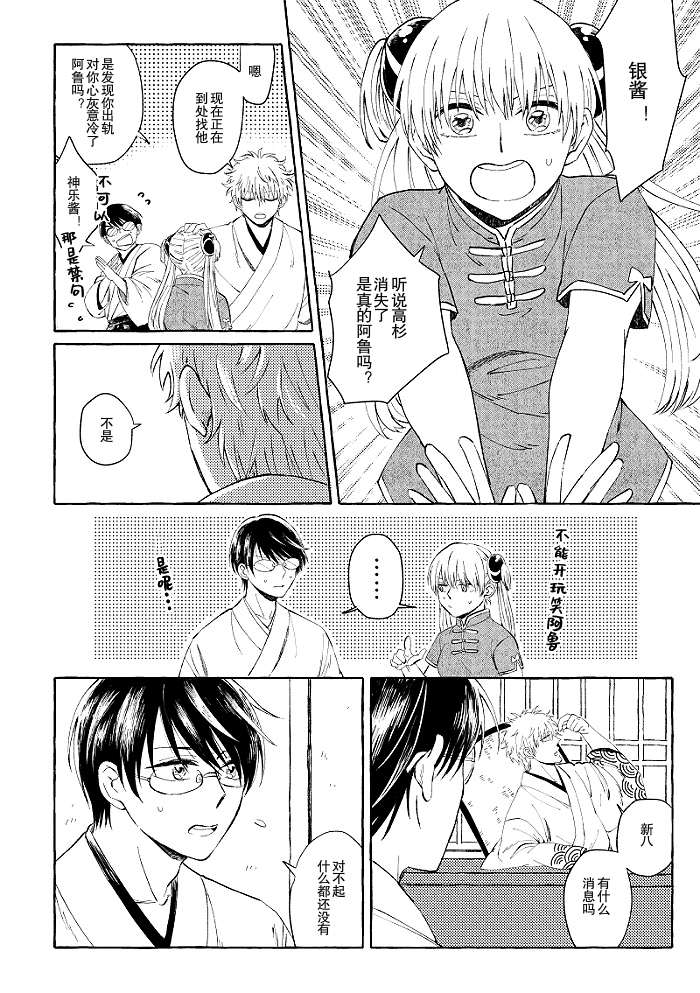 银酱！
听说高杉
消失了
是真的阿鲁吗？
嗯
现在正在
到处找他
是发现你出轨
对你心灰意冷了
阿鲁吗？
神乐酱！
不可以
那是禁句
不是
不能开玩笑阿鲁
・・・・・
是呢・・・
新八
有什么
消息吗
对不起
什么都还没有